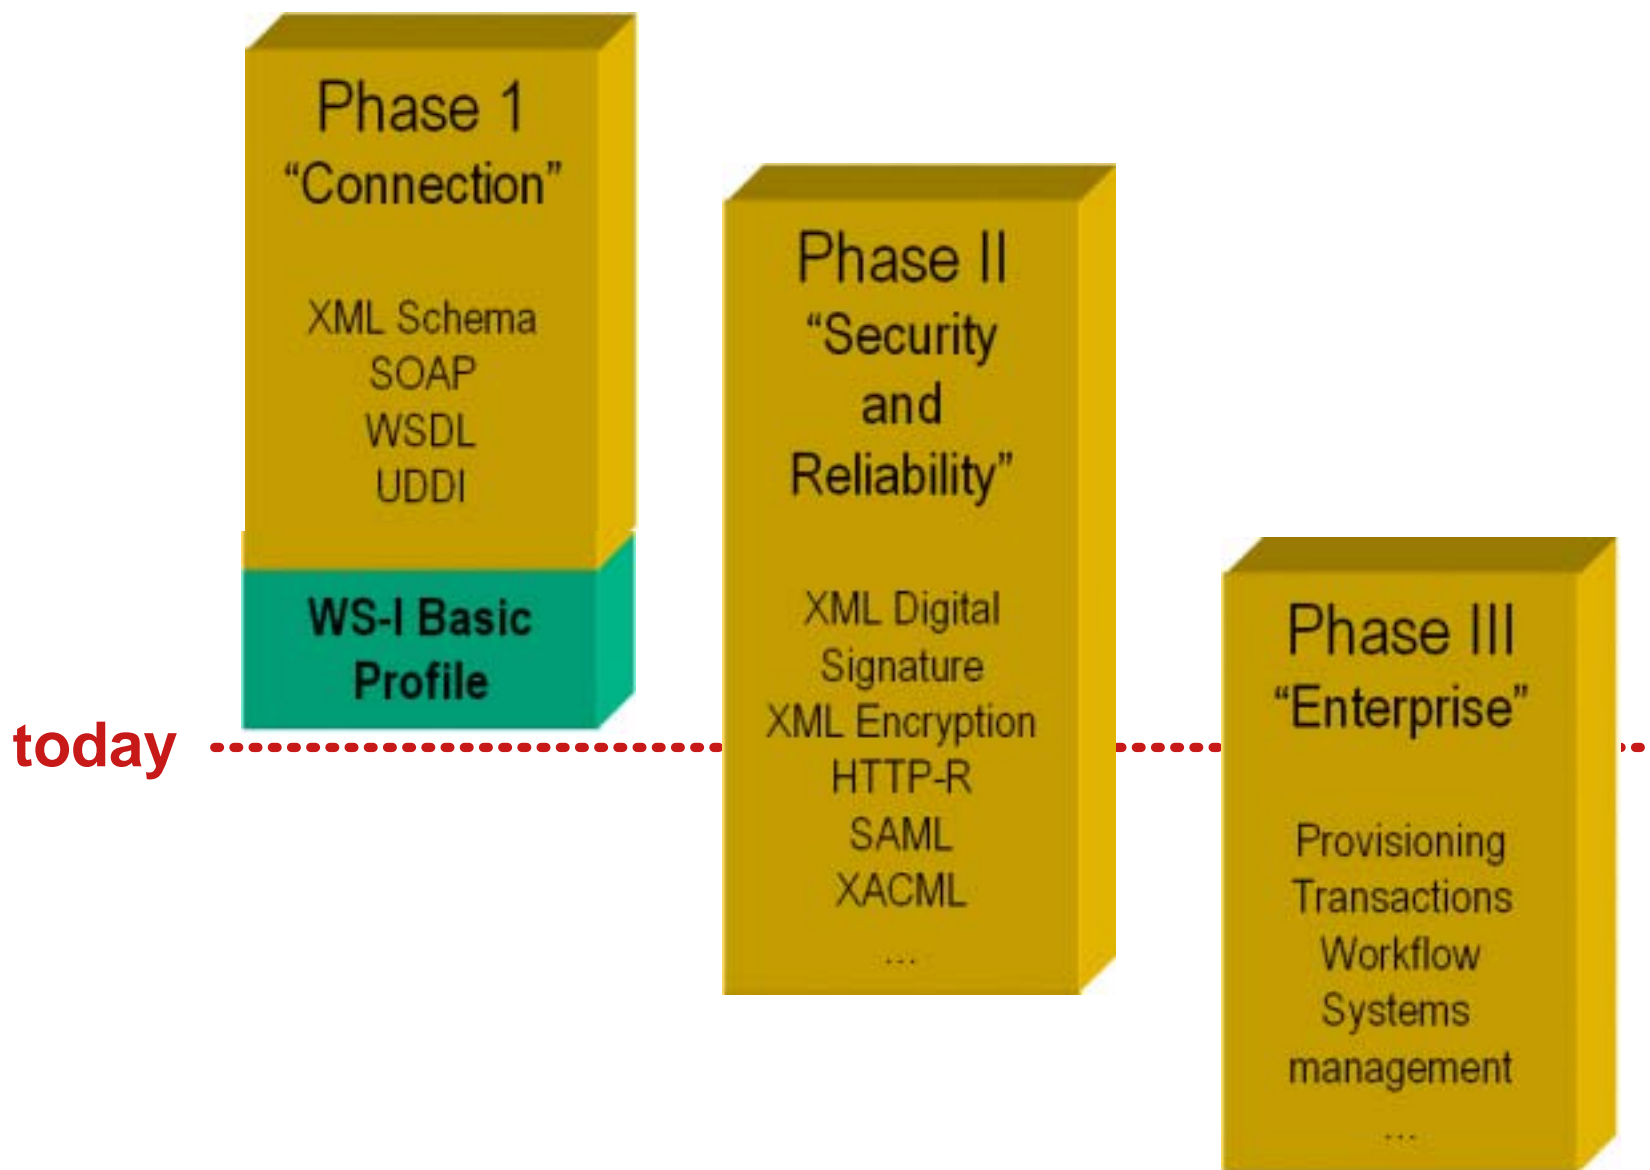 Phase 1
“Connection”
XML Schema
SOAP
WSDL
UDDI
WS-I Basic
Profile
today
Phase II
“Security
and
Reliability”
XML Digital
Signature
XML Encryption
HTTP-R
SAML
XACML
...
Phase III
“Enterprise”
Provisioning
Transactions
Workflow
Systems
management
...